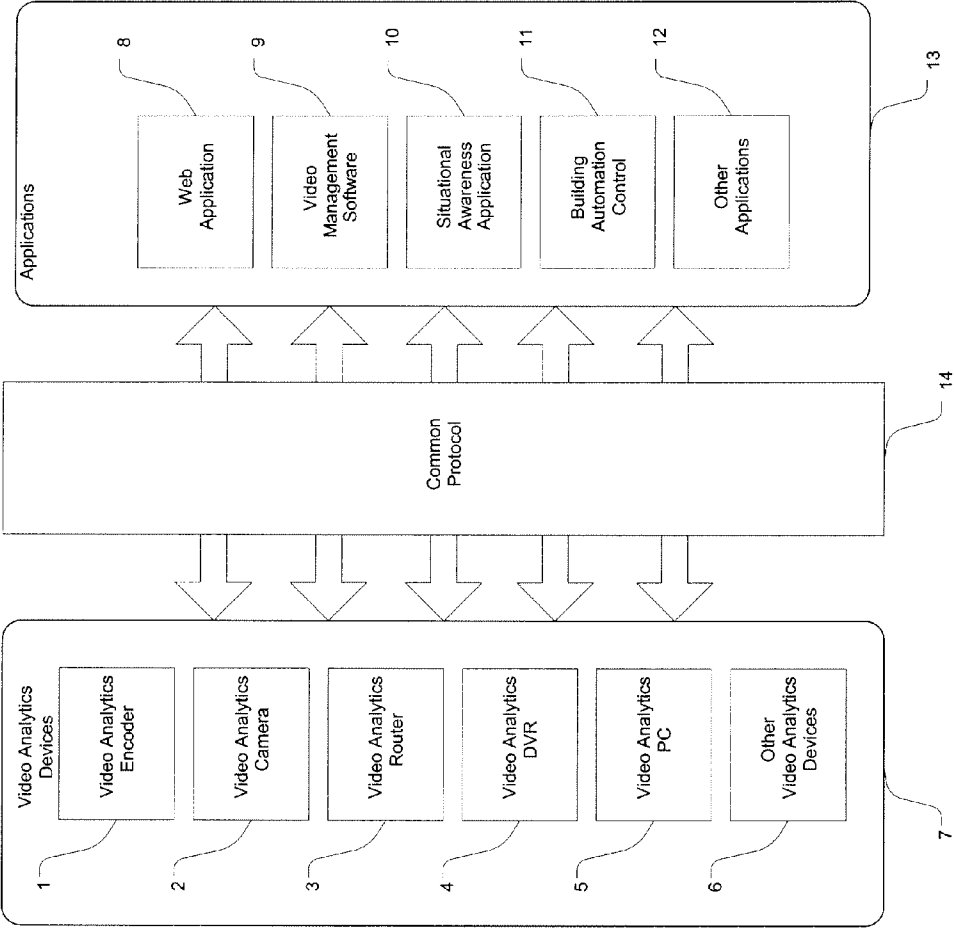 Video Analytics
Devices
1
Video Analytics
Encoder
2
Video Analytics
Camera
3
Video Analytics
Router
4
Video Analytics
DVR
5
Video Analytics
PC
6
Other
Video Analytics
Devices
7
Common
Protocol
14
Applications
Web
Application
8
Video
Management
Software
9
Situational
Awareness
Application
10
Building
Automation
Control
11
Other
Applications
12
13